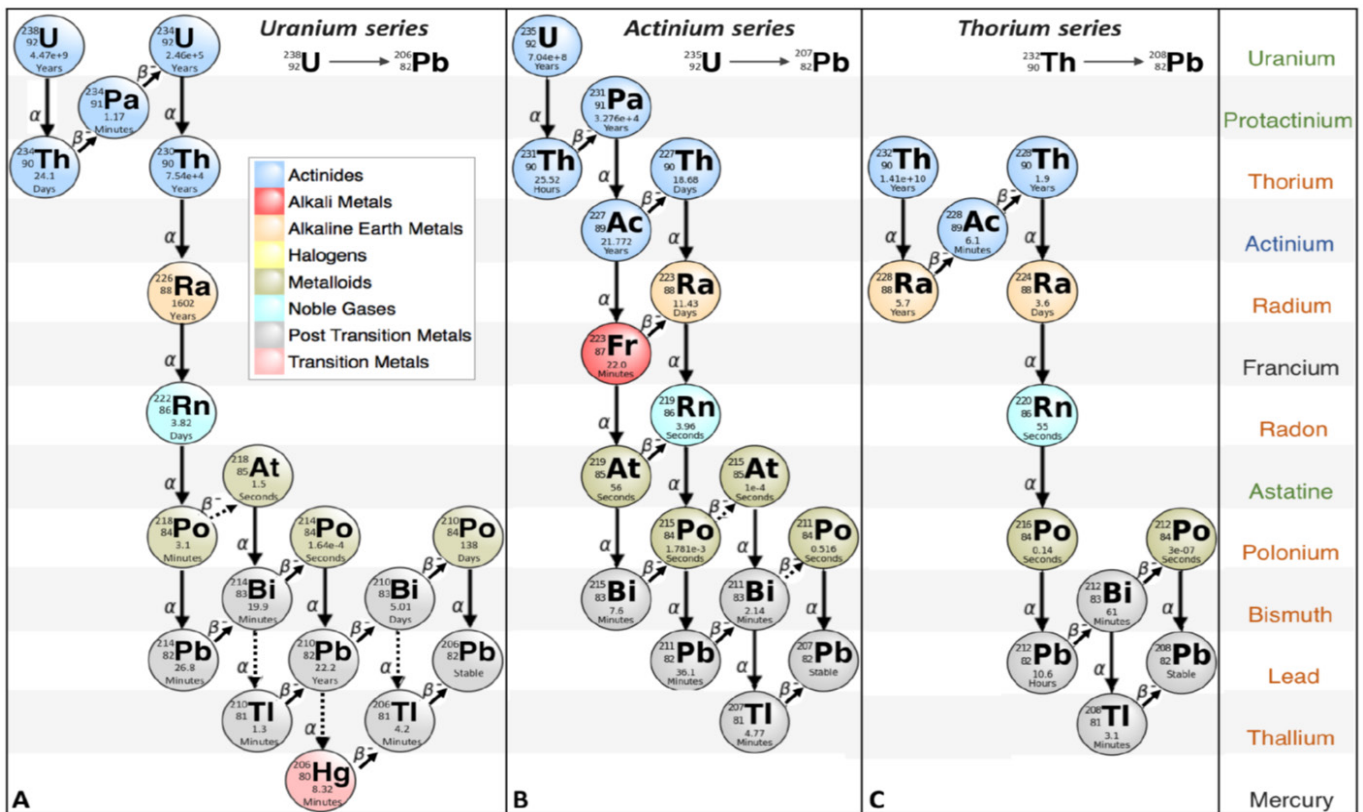 Uranium series
238 92 U → 206 82 Pb
238 92 U 4.47e+9 Years
α
234 90 Th 24.1 Days
β⁻
234 91 Pa 1.17 Minutes
β⁻
234 92 U 2.46e+5 Years
α
230 90 Th 7.54e+4 Years
α
226 88 Ra 1602 Years
α
222 86 Rn 3.82 Days
α
218 84 Po 3.1 Minutes
β⁻
218 85 At 1.5 Seconds
α
α
214 82 Pb 26.8 Minutes
β⁻
214 83 Bi 19.9 Minutes
β⁻
214 84 Po 1.64e-4 Seconds
α
α
210 81 Tl 1.3 Minutes
β⁻
210 82 Pb 22.2 Years
β⁻
210 83 Bi 5.01 Days
β⁻
210 84 Po 138 Days
α
α
α
206 80 Hg 8.32 Minutes
β⁻
206 81 Tl 4.2 Minutes
β⁻
206 82 Pb Stable
A
Actinides
Alkali Metals
Alkaline Earth Metals
Halogens
Metalloids
Noble Gases
Post Transition Metals
Transition Metals
Actinium series
235 92 U → 207 82 Pb
235 92 U 7.04e+8 Years
α
231 90 Th 25.52 Hours
β⁻
231 91 Pa 3.276e+4 Years
α
227 89 Ac 21.772 Years
β⁻
227 90 Th 18.68 Days
α
α
223 87 Fr 22.0 Minutes
β⁻
223 88 Ra 11.43 Days
α
α
219 85 At 56 Seconds
β⁻
219 86 Rn 3.96 Seconds
α
α
215 83 Bi 7.6 Minutes
β⁻
215 84 Po 1.781e-3 Seconds
β⁻
215 85 At 1e-4 Seconds
α
α
211 82 Pb 36.1 Minutes
β⁻
211 83 Bi 2.14 Minutes
β⁻
211 84 Po 0.516 Seconds
α
α
207 81 Tl 4.77 Minutes
β⁻
207 82 Pb Stable
B
Thorium series
232 90 Th → 208 82 Pb
232 90 Th 1.41e+10 Years
α
228 88 Ra 5.7 Years
β⁻
228 89 Ac 6.1 Minutes
β⁻
228 90 Th 1.9 Years
α
224 88 Ra 3.6 Days
α
220 86 Rn 55 Seconds
α
216 84 Po 0.14 Seconds
α
212 82 Pb 10.6 Hours
β⁻
212 83 Bi 61 Minutes
β⁻
212 84 Po 3e-07 Seconds
α
α
208 81 Tl 3.1 Minutes
β⁻
208 82 Pb Stable
C
Uranium
Protactinium
Thorium
Actinium
Radium
Francium
Radon
Astatine
Polonium
Bismuth
Lead
Thallium
Mercury